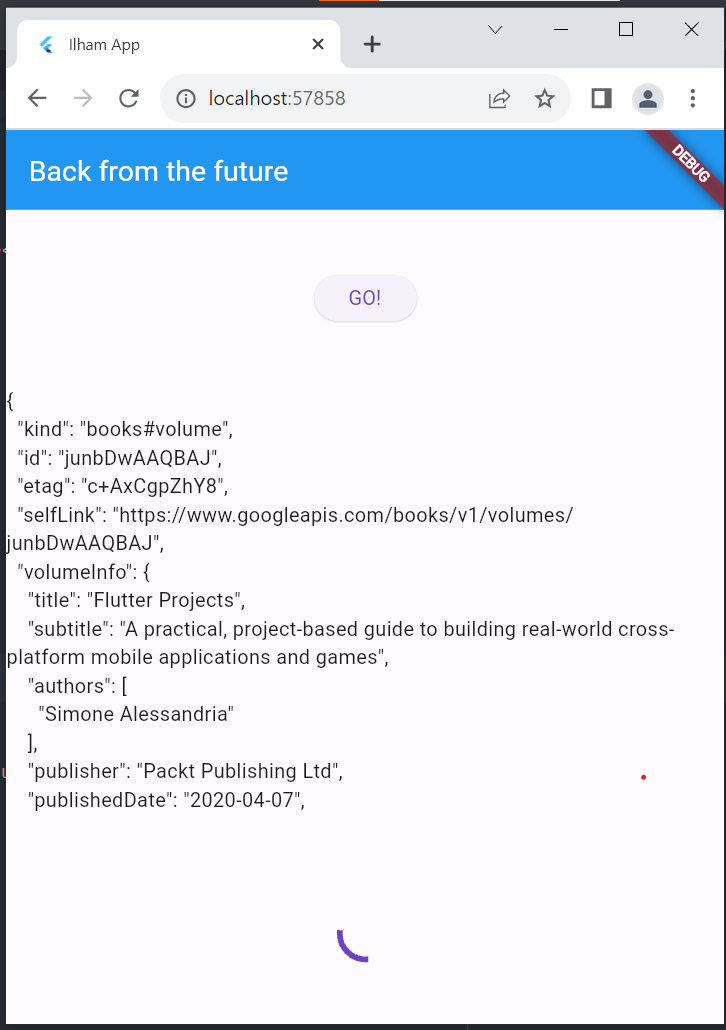 Ilham App
localhost:57858
Back from the future
DEBUG
GO!
{
"kind": "books#volume",
"id": "junbDwAAQBAJ",
"etag": "c+AxCgpZhY8",
"selfLink": "https://www.googleapis.com/books/v1/volumes/
junbDwAAQBAJ",
"volumeInfo": {
"title": "Flutter Projects",
"subtitle": "A practical, project-based guide to building real-world cross-
platform mobile applications and games",
"authors": [
"Simone Alessandria"
],
"publisher": "Packt Publishing Ltd",
"publishedDate": "2020-04-07",